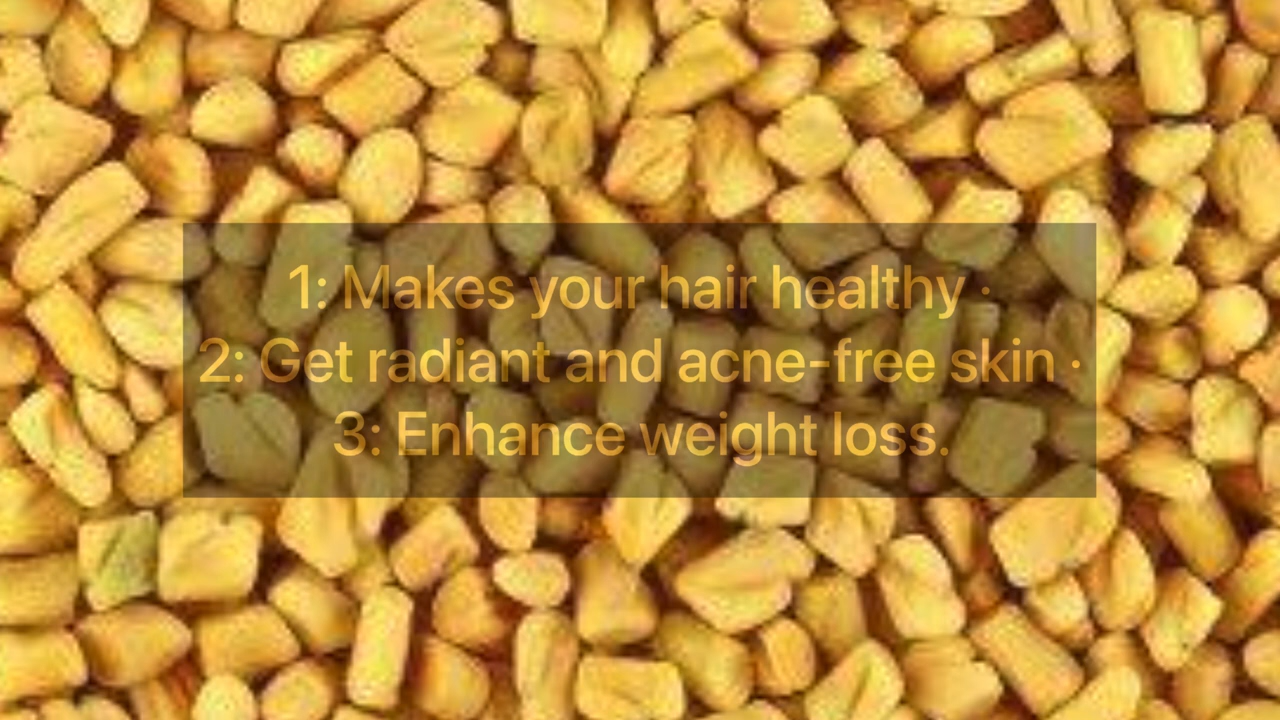 1: Makes your hair healthy ·
2: Get radiant and acne-free skin ·
3: Enhance weight loss.